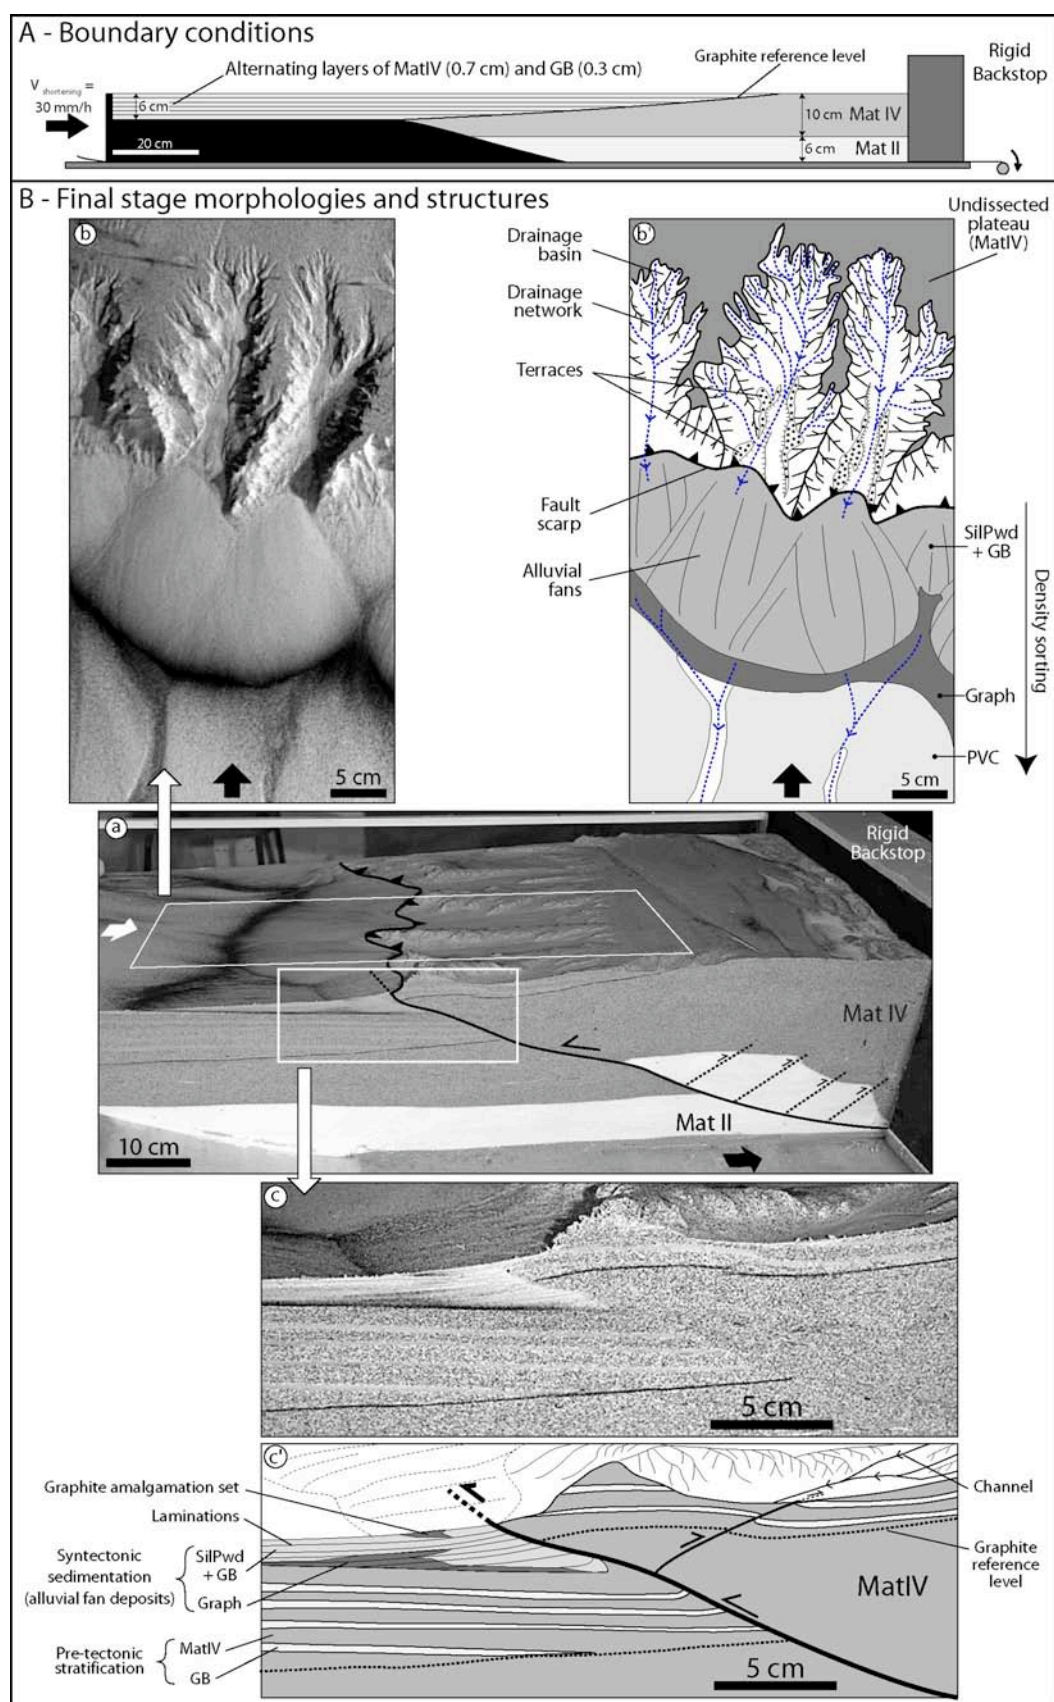 A - Boundary conditions
Rigid
Backstop
Graphite reference level
Alternating layers of MatIV (0.7 cm) and GB (0.3 cm)
V shortening =
30 mm/h
6 cm
10 cm
Mat IV
20 cm
6 cm
Mat II
B - Final stage morphologies and structures
b
b'
Undissected
plateau
(MatIV)
Drainage
basin
Drainage
network
Terraces
Fault
scarp
SilPwd
+ GB
Alluvial
fans
Density sorting
Graph
PVC
5 cm
5 cm
a
Rigid
Backstop
Mat IV
Mat II
10 cm
c
5 cm
c'
Graphite amalgamation set
Channel
Laminations
Graphite
reference
level
Syntectonic
sedimentation
(alluvial fan deposits)
SilPwd
+ GB
Graph
MatIV
Pre-tectonic
stratification
MatIV
GB
5 cm